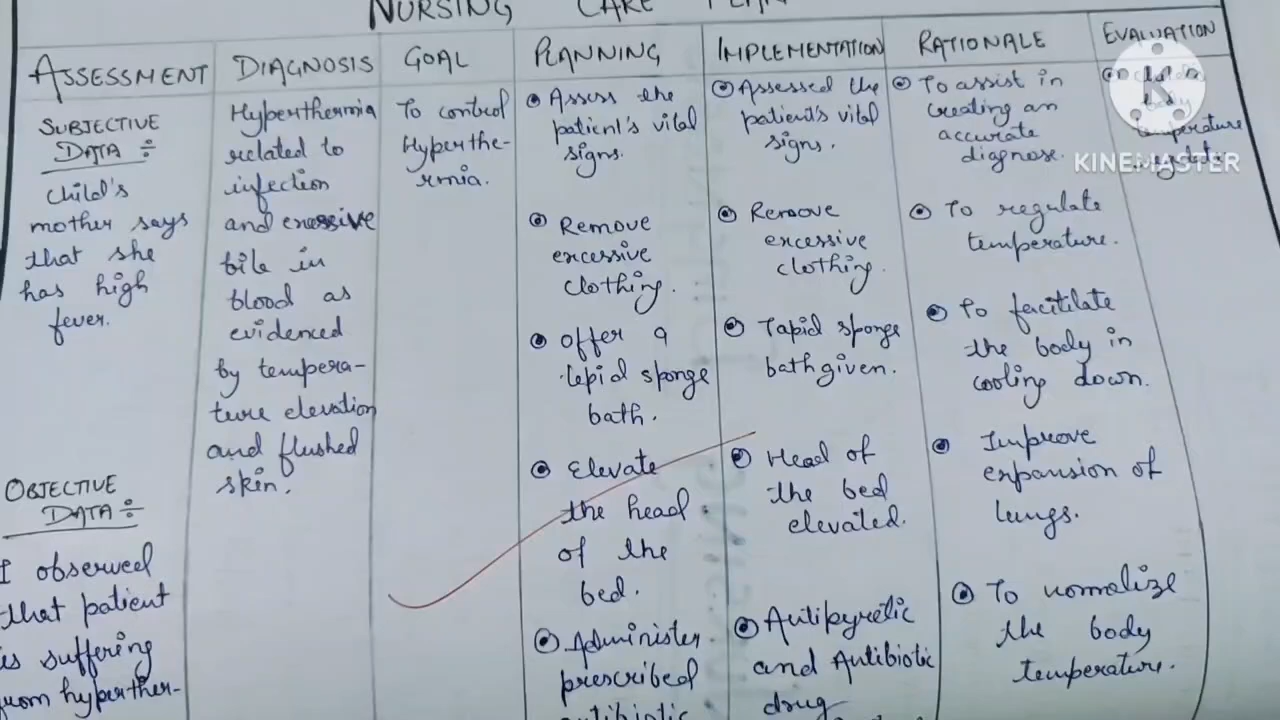 NURSING CARE PLAN
ASSESSMENT
SUBJECTIVE
DATA ÷
Child's
mother says
that she
has high
fever.
OBJECTIVE
DATA ÷
I observed
that patient
is suffering
from hyperther-
DIAGNOSIS
Hyperthermia
related to
infection
and excessive
bile in
blood as
evidenced
by tempera-
ture elevation
and flushed
skin.
GOAL
To control
Hyperthe-
rmia.
PLANNING
Assess the
patient's vital
signs.
Remove
excessive
clothing.
Offer a
tepid sponge
bath.
Elevate
the head
of the
bed.
Administer
prescribed
antibiotic
IMPLEMENTATION
Assessed the
patient's vital
signs.
Remove
excessive
clothing.
Tapid sponge
bath given.
Head of
the bed
elevated.
Antipyretic
and Antibiotic
drug
RATIONALE
To assist in
creating an
accurate
diagnose.
To regulate
temperature.
To facitilate
the body in
cooling down.
Improve
expansion of
lungs.
To normalize
the body
temperature.
EVALUATION
body
temperature
KINEMASTER